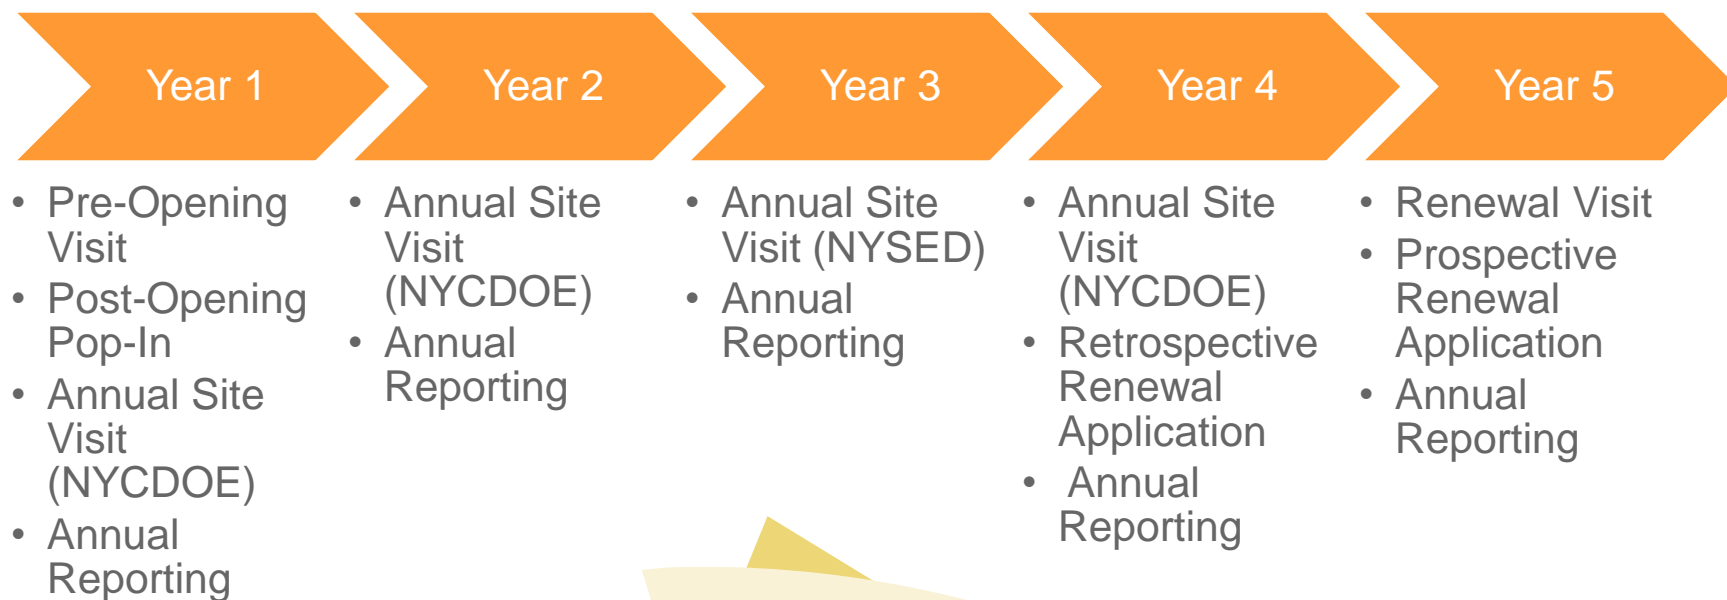 Year 1
Year 2
Year 3
Year 4
Year 5
• Pre-Opening
Visit
• Post-Opening
Pop-In
• Annual Site
Visit
(NYCDOE)
• Annual
Reporting
• Annual Site
Visit
(NYCDOE)
• Annual
Reporting
• Annual Site
Visit (NYSED)
• Annual
Reporting
• Annual Site
Visit
(NYCDOE)
• Retrospective
Renewal
Application
• Annual
Reporting
• Renewal Visit
• Prospective
Renewal
Application
• Annual
Reporting